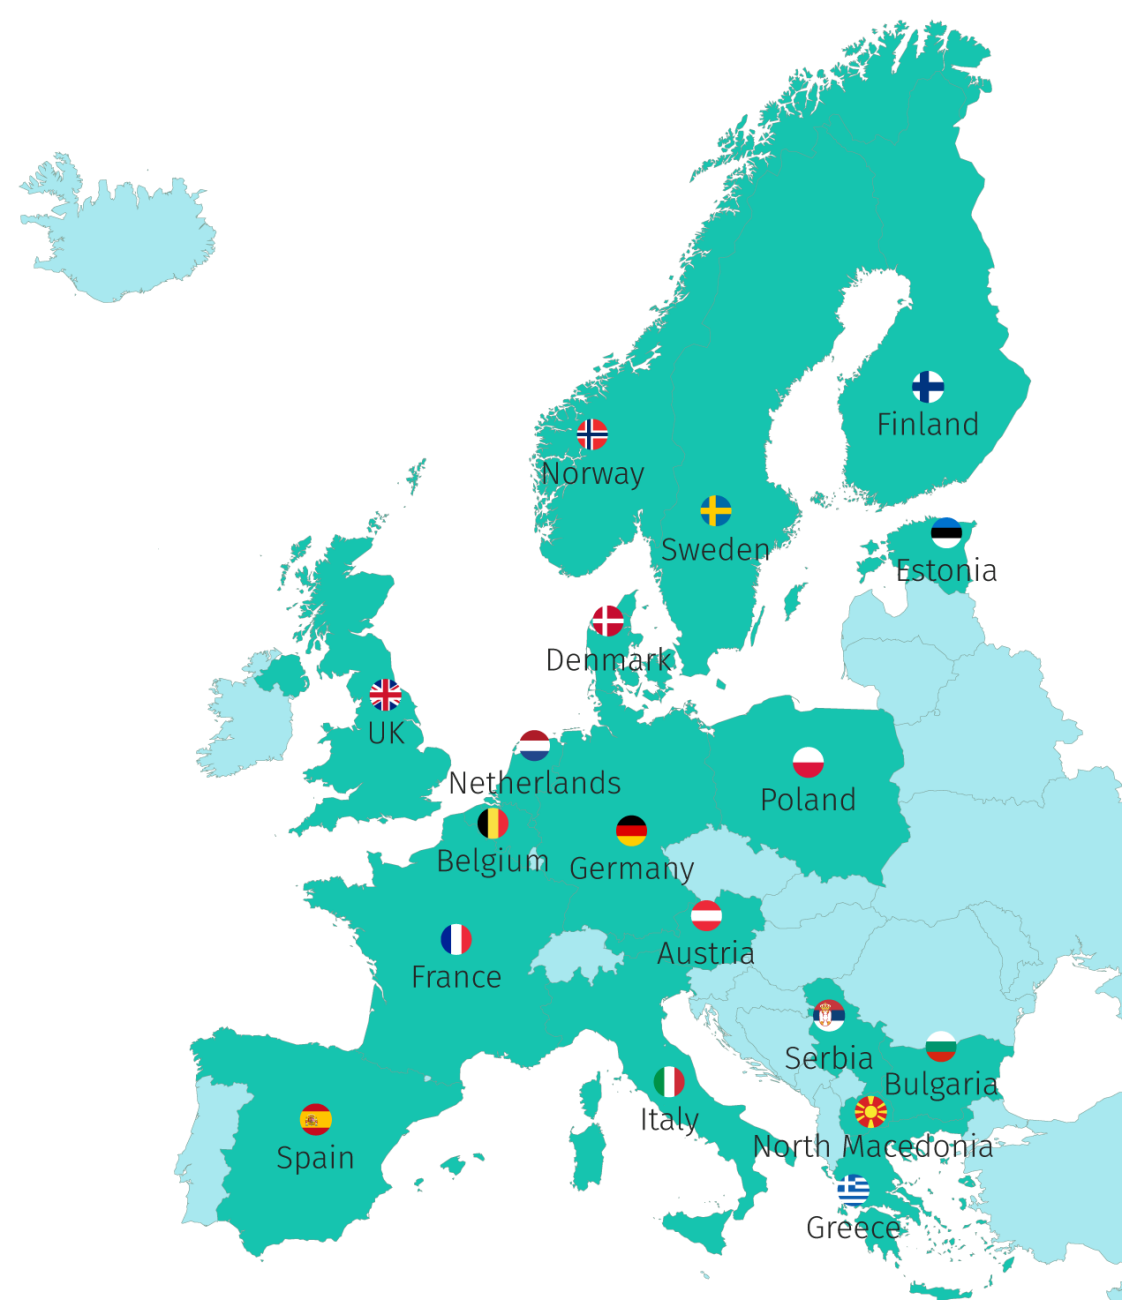 Finland
Norway
Sweden
Estonia
Denmark
UK
Netherlands
Poland
Belgium
Germany
Austria
France
Serbia
Bulgaria
Italy
North Macedonia
Spain
Greece